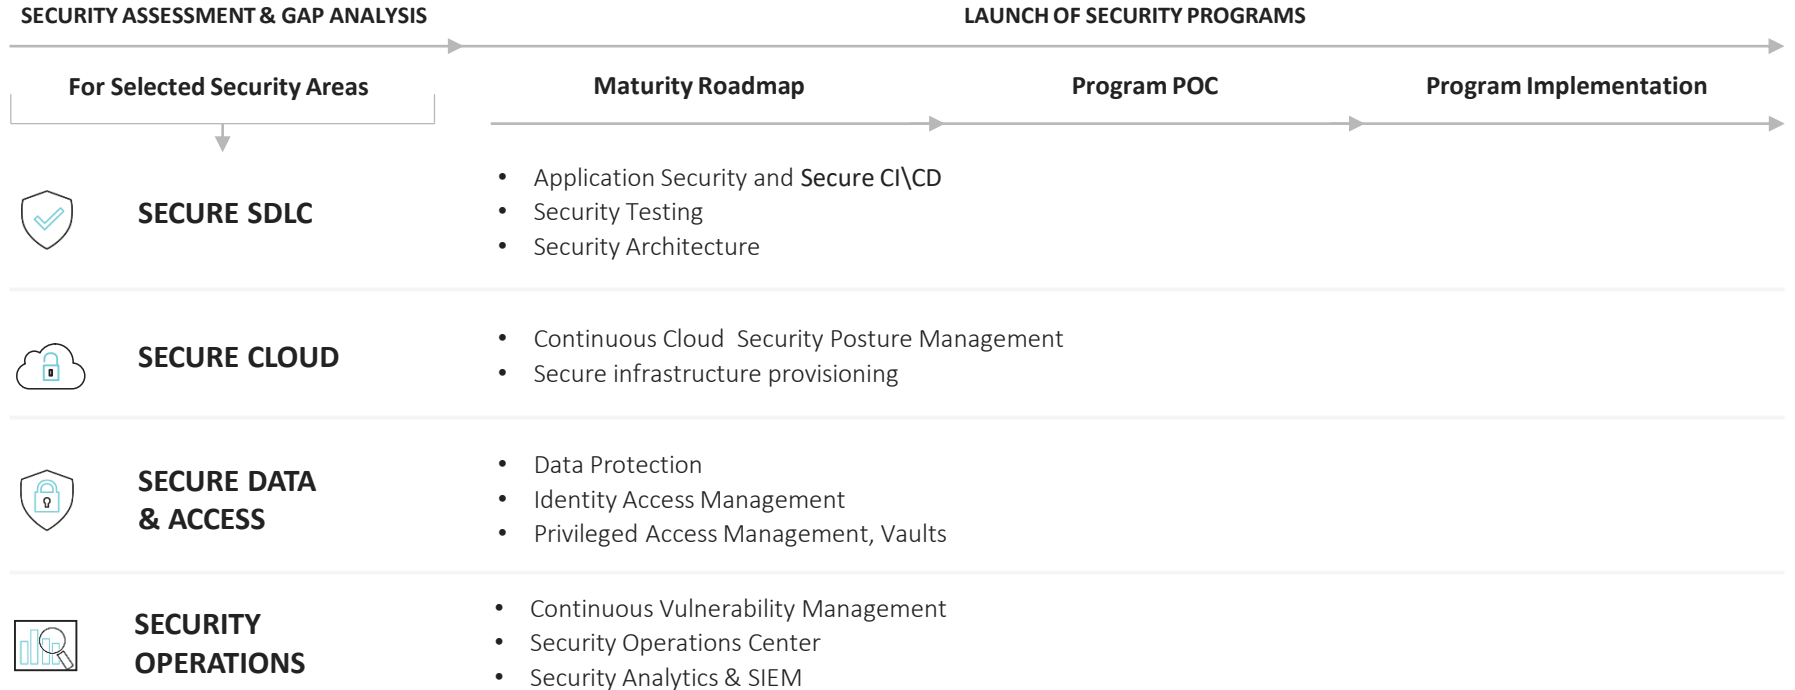 SECURITY ASSESSMENT & GAP ANALYSIS
LAUNCH OF SECURITY PROGRAMS
For Selected Security Areas
Maturity Roadmap
Program POC
Program Implementation
SECURE SDLC
• Application Security and Secure CI\CD
• Security Testing
• Security Architecture
SECURE CLOUD
• Continuous Cloud  Security Posture Management
• Secure infrastructure provisioning
SECURE DATA
& ACCESS
• Data Protection
• Identity Access Management
• Privileged Access Management, Vaults
SECURITY
OPERATIONS
• Continuous Vulnerability Management
• Security Operations Center
• Security Analytics & SIEM